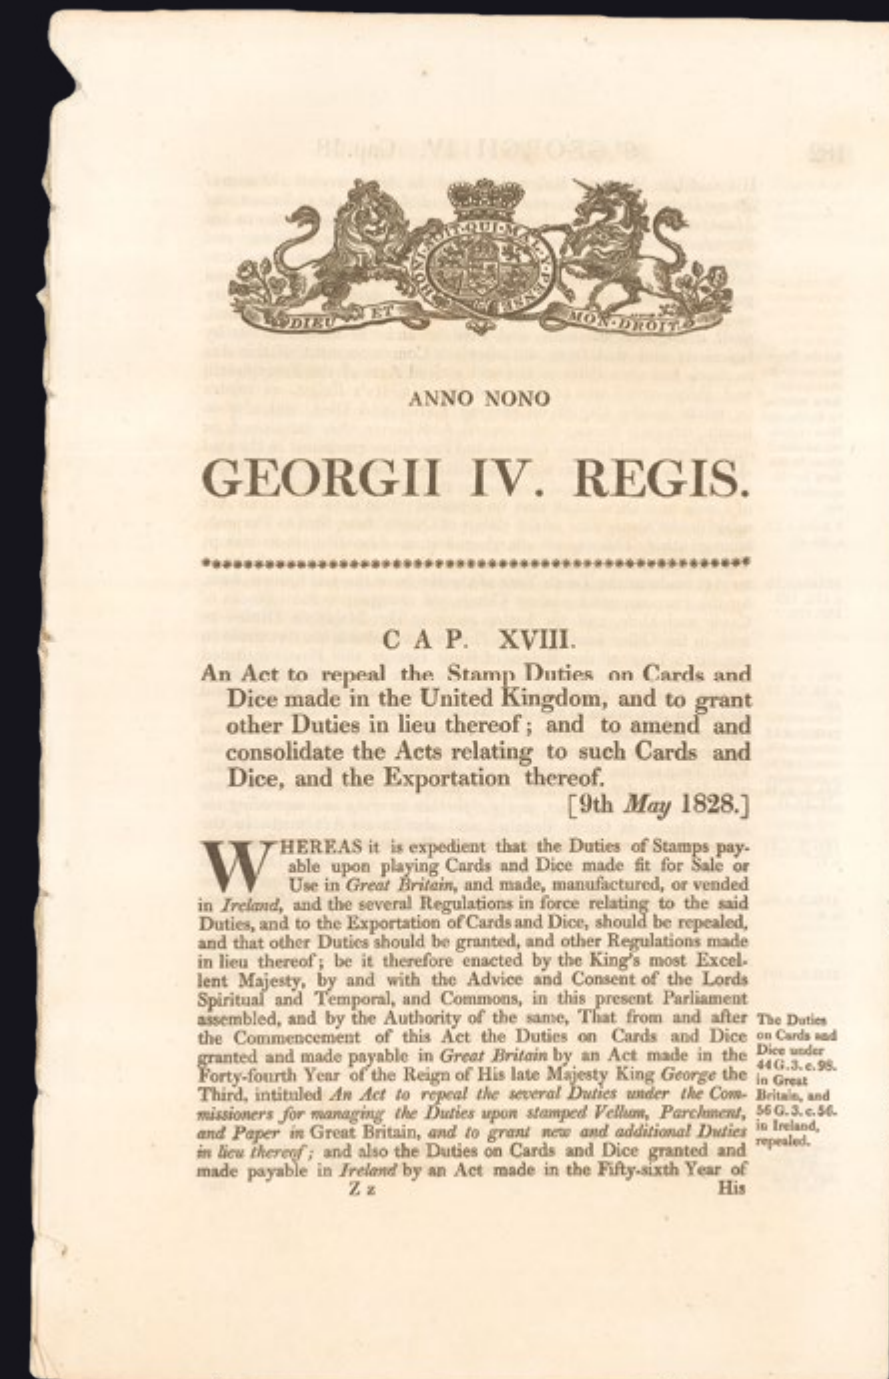 HONI·SOIT·QUI·MAL·Y·PENSE
DIEU ET MON·DROIT.
ANNO NONO
GEORGII IV. REGIS.
CAP. XVIII.
An Act to repeal the Stamp Duties on Cards and
Dice made in the United Kingdom, and to grant
other Duties in lieu thereof; and to amend and
consolidate the Acts relating to such Cards and
Dice, and the Exportation thereof.
[9th May 1828.]
WHEREAS it is expedient that the Duties of Stamps pay-
able upon playing Cards and Dice made fit for Sale or
Use in Great Britain, and made, manufactured, or vended
in Ireland, and the several Regulations in force relating to the said
Duties, and to the Exportation of Cards and Dice, should be repealed,
and that other Duties should be granted, and other Regulations made
in lieu thereof; be it therefore enacted by the King's most Excel-
lent Majesty, by and with the Advice and Consent of the Lords
Spiritual and Temporal, and Commons, in this present Parliament
assembled, and by the Authority of the same, That from and after
the Commencement of this Act the Duties on Cards and Dice
granted and made payable in Great Britain by an Act made in the
Forty-fourth Year of the Reign of His late Majesty King George the
Third, intituled An Act to repeal the several Duties under the Com-
missioners for managing the Duties upon stamped Vellum, Parchment,
and Paper in Great Britain, and to grant new and additional Duties
in lieu thereof; and also the Duties on Cards and Dice granted and
made payable in Ireland by an Act made in the Fifty-sixth Year of
Z z
His
The Duties
on Cards and
Dice under
44 G. 3. c. 98.
in Great
Britain, and
56 G. 3. c. 56.
in Ireland,
repealed.